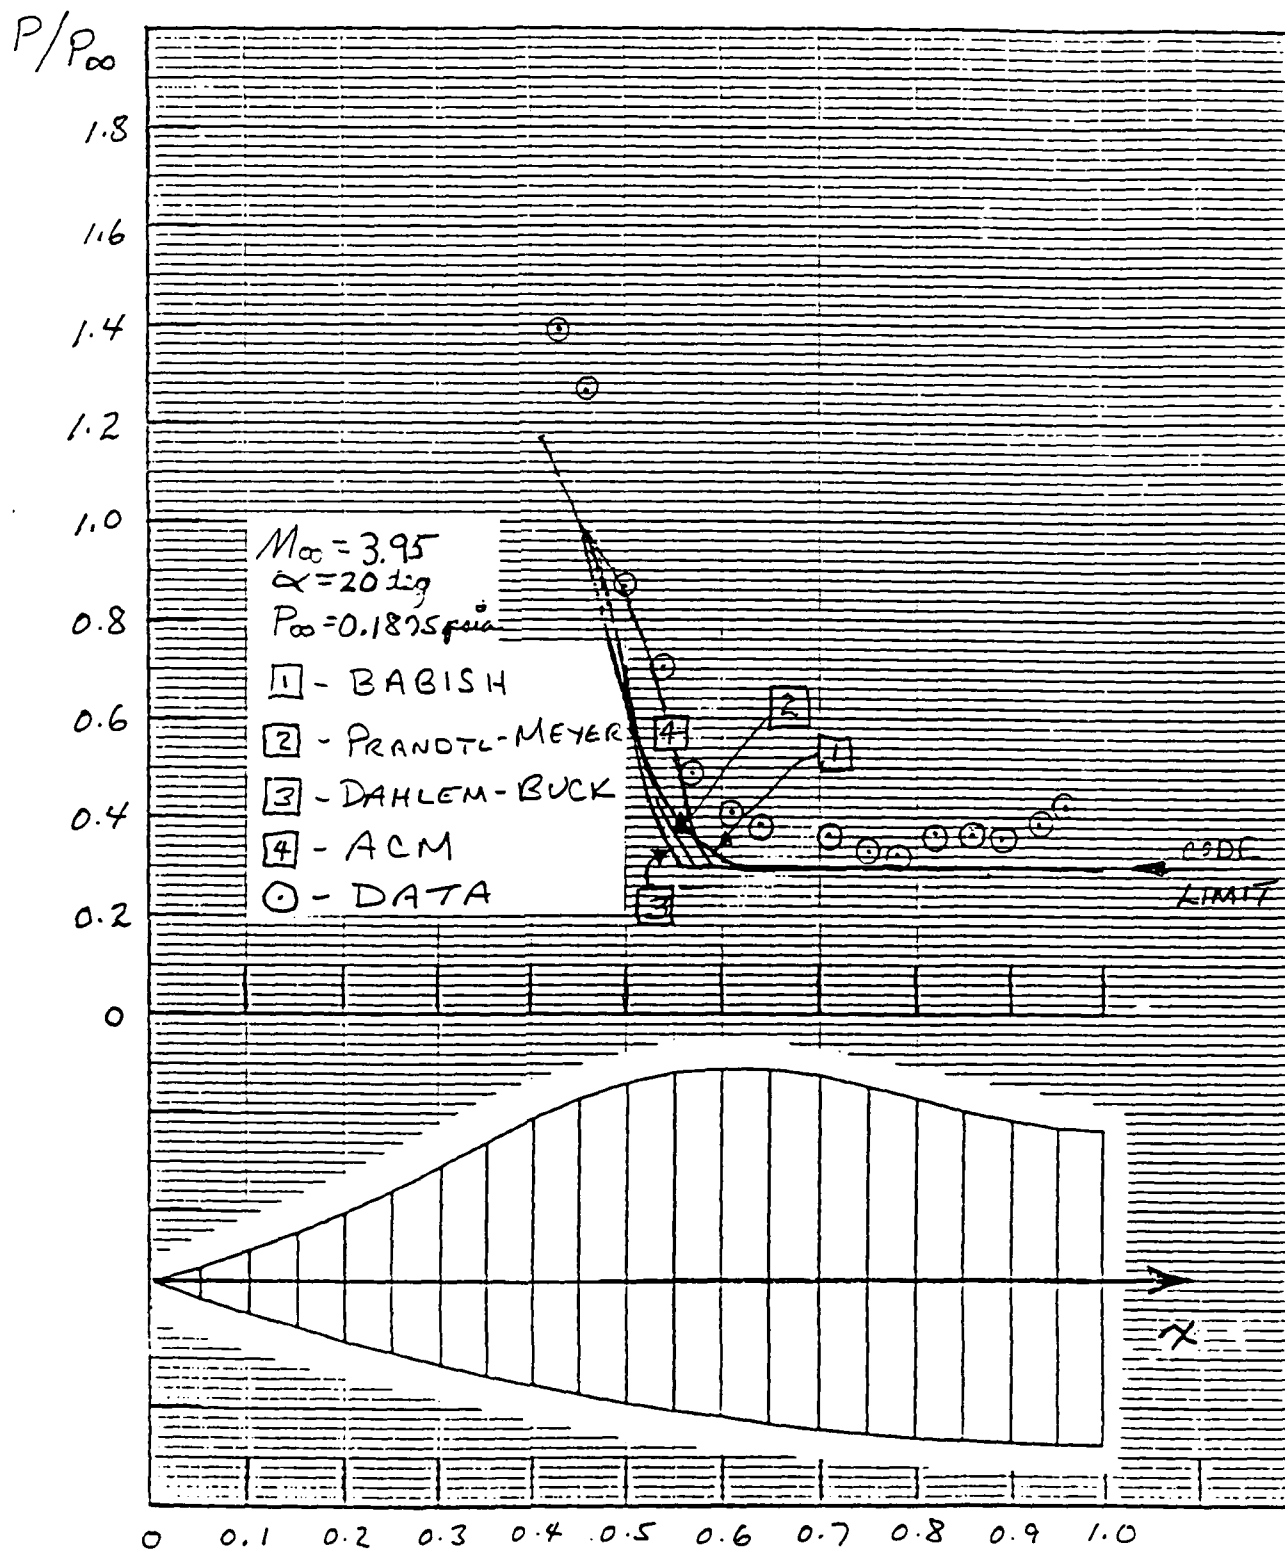 P/P∞
1.8
1.6
1.4
1.2
1.0
0.8
0.6
0.4
0.2
0
M∞ = 3.95
α = 20 deg
P∞ = 0.1875 psia
1 - BABISH
2 - PRANDTL-MEYER
3 - DAHLEM-BUCK
4 - ACM
⊙ - DATA
2
4
1
3
CODE
LIMIT
x
0 0.1 0.2 0.3 0.4 0.5 0.6 0.7 0.8 0.9 1.0